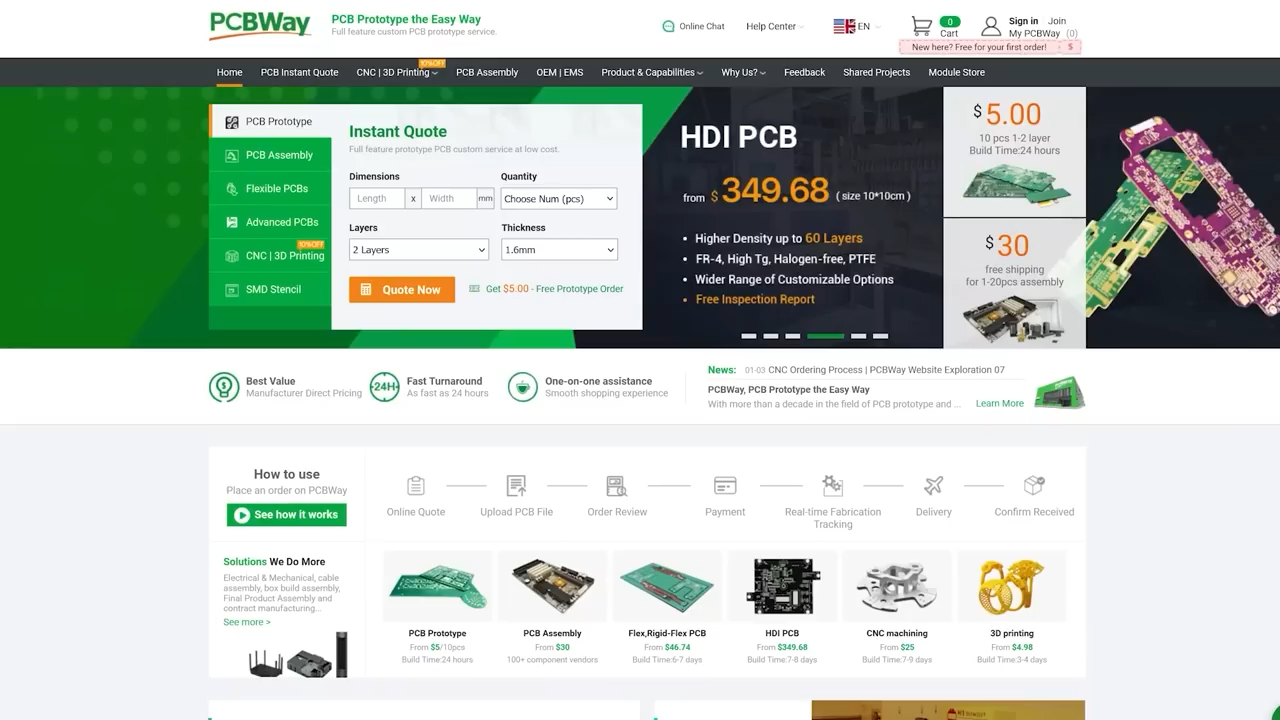 PCBWay
PCB Prototype the Easy Way
Full feature custom PCB prototype service.
Online Chat
Help Center
EN
0
Cart
Sign in Join
My PCBWay (0)
New here? Free for your first order! $
Home
PCB Instant Quote
CNC | 3D Printing
10%OFF
PCB Assembly
OEM | EMS
Product & Capabilities
Why Us?
Feedback
Shared Projects
Module Store
PCB Prototype
PCB Assembly
Flexible PCBs
Advanced PCBs
10%OFF
CNC | 3D Printing
SMD Stencil
Instant Quote
Full feature prototype PCB custom service at low cost.
Dimensions
Length x Width mm
Quantity
Choose Num (pcs)
Layers
2 Layers
Thickness
1.6mm
Quote Now
Get $5.00 - Free Prototype Order
HDI PCB
from $349.68 ( size 10*10cm )
• Higher Density up to 60 Layers
• FR-4, High Tg, Halogen-free, PTFE
• Wider Range of Customizable Options
• Free Inspection Report
$5.00
10 pcs 1-2 layer
Build Time:24 hours
$30
free shipping
for 1-20pcs assembly
Best Value
Manufacturer Direct Pricing
24H
Fast Turnaround
As fast as 24 hours
One-on-one assistance
Smooth shopping experience
News: 01-03 CNC Ordering Process | PCBWay Website Exploration 07
PCBWay, PCB Prototype the Easy Way
With more than a decade in the field of PCB prototype and ... Learn More
How to use
Place an order on PCBWay
See how it works
Online Quote
Upload PCB File
Order Review
Payment
Real-time Fabrication
Tracking
Delivery
Confirm Received
Solutions We Do More
Electrical & Mechanical, cable
assembly, box build assembly,
Final Product Assembly and
contract manufacturing...
See more >
PCB Prototype
From $5/10pcs
Build Time:24 hours
PCB Assembly
From $30
100+ component vendors
Flex,Rigid-Flex PCB
From $46.74
Build Time:6-7 days
HDI PCB
From $349.68
Build Time:7-8 days
CNC machining
From $25
Build Time:7-9 days
3D printing
From $4.98
Build Time:3-4 days